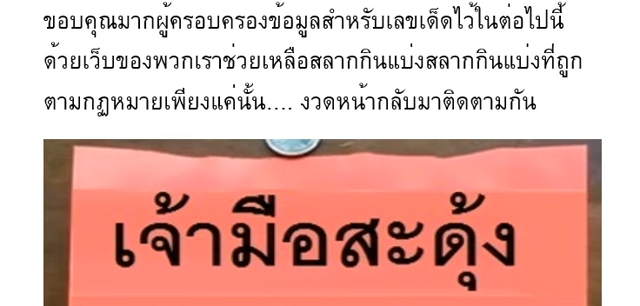 ขอบคุณมากผู้ครอบครองข้อมูลสำหรับเลขเด็ดไว้ในต่อไปนี้
ด้วยเว็บของพวกเราช่วยเหลือสลากกินแบ่งสลากกินแบ่งที่ถูก
ตามกฏหมายเพียงแค่นั้น.... งวดหน้ากลับมาติดตามกัน
เจ้ามือสะดุ้ง